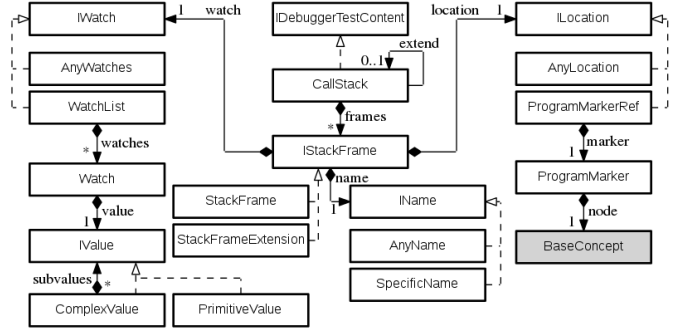 IWatch
1 watch
IDebuggerTestContent
location 1
ILocation
extend
0..1
AnyWatches
CallStack
AnyLocation
WatchList
frames
*
ProgramMarkerRef
watches
*
IStackFrame
marker
1
Watch
name
1
ProgramMarker
value
1
StackFrame
IName
node
1
IValue
StackFrameExtension
AnyName
BaseConcept
subvalues *
SpecificName
ComplexValue
PrimitiveValue